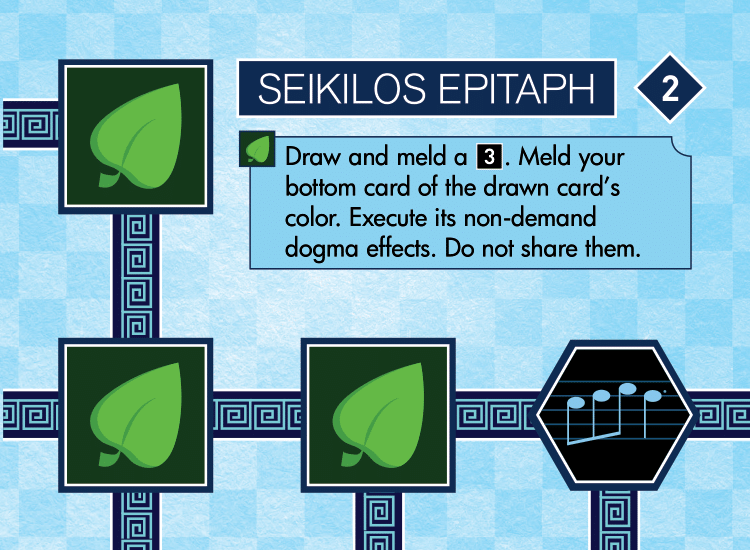 SEIKILOS EPITAPH 2
Draw and meld a 3. Meld your
bottom card of the drawn card's
color. Execute its non-demand
dogma effects. Do not share them.